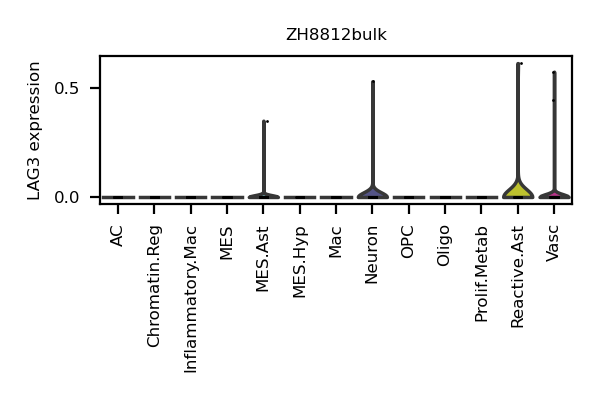 ZH8812bulk
LAG3 expression
0.5
0.0
AC
Chromatin.Reg
Inflammatory.Mac
MES
MES.Ast
MES.Hyp
Mac
Neuron
OPC
Oligo
Prolif.Metab
Reactive.Ast
Vasc